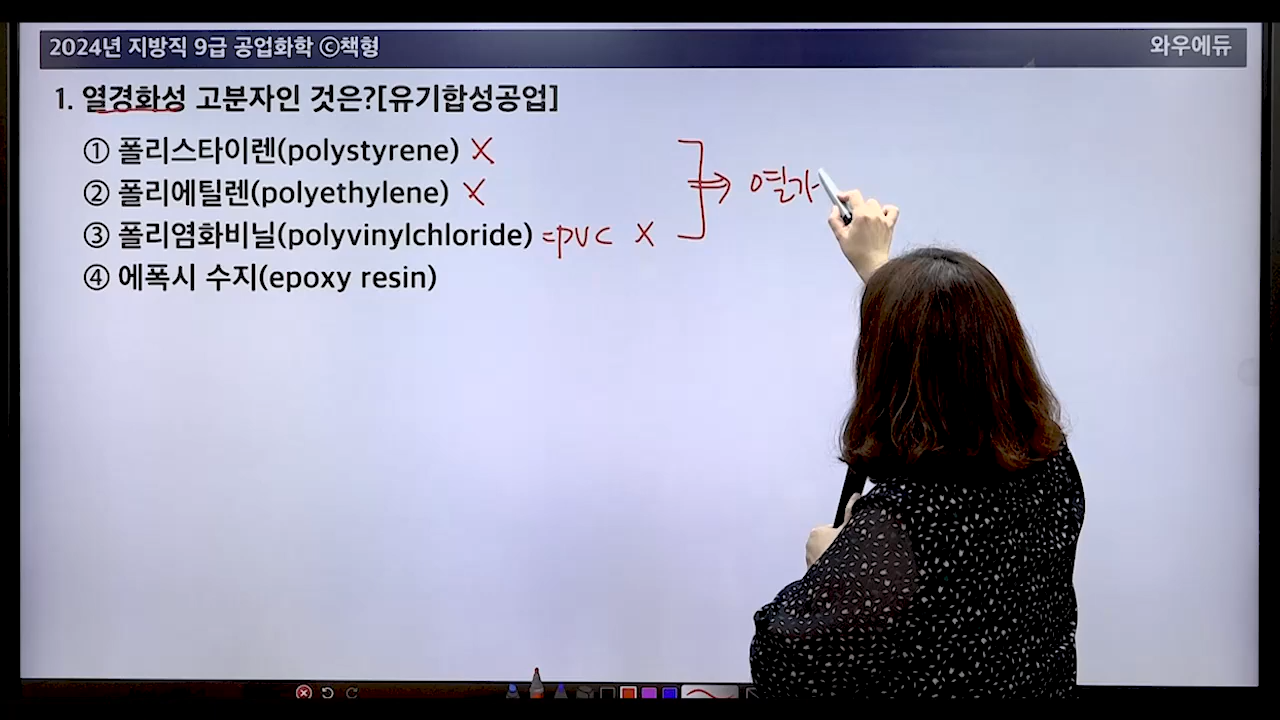 2024년 지방직 9급 공업화학 ⓒ책형 와우에듀
1. 열경화성 고분자인 것은?[유기합성공업]
① 폴리스타이렌(polystyrene) X
② 폴리에틸렌(polyethylene) X
③ 폴리염화비닐(polyvinylchloride) =pvc X
⇒ 열가
④ 에폭시 수지(epoxy resin)